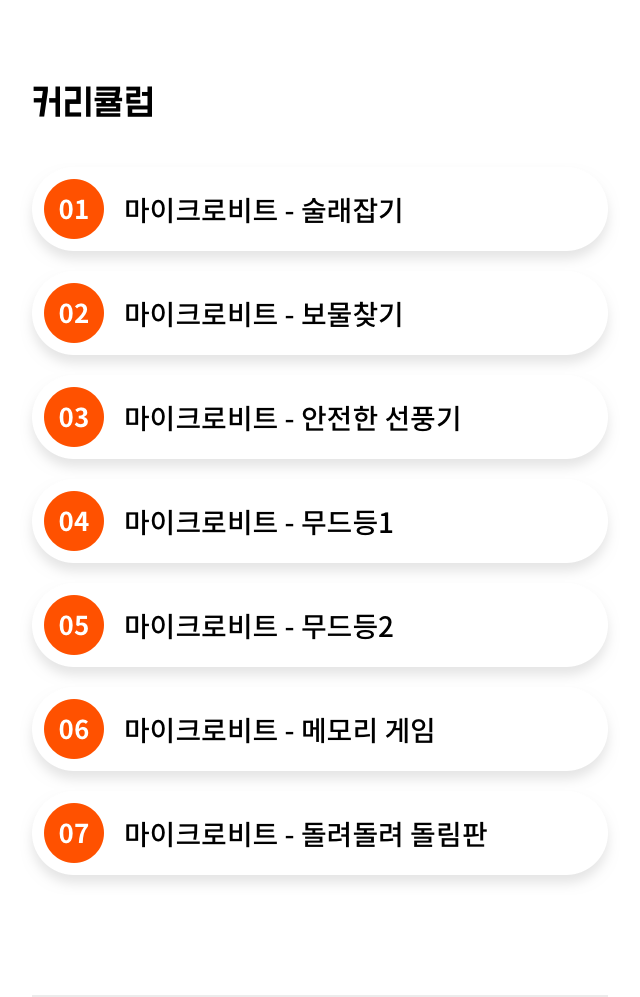 커리큘럼
01 마이크로비트 - 술래잡기
02 마이크로비트 - 보물찾기
03 마이크로비트 - 안전한 선풍기
04 마이크로비트 - 무드등1
05 마이크로비트 - 무드등2
06 마이크로비트 - 메모리 게임
07 마이크로비트 - 돌려돌려 돌림판